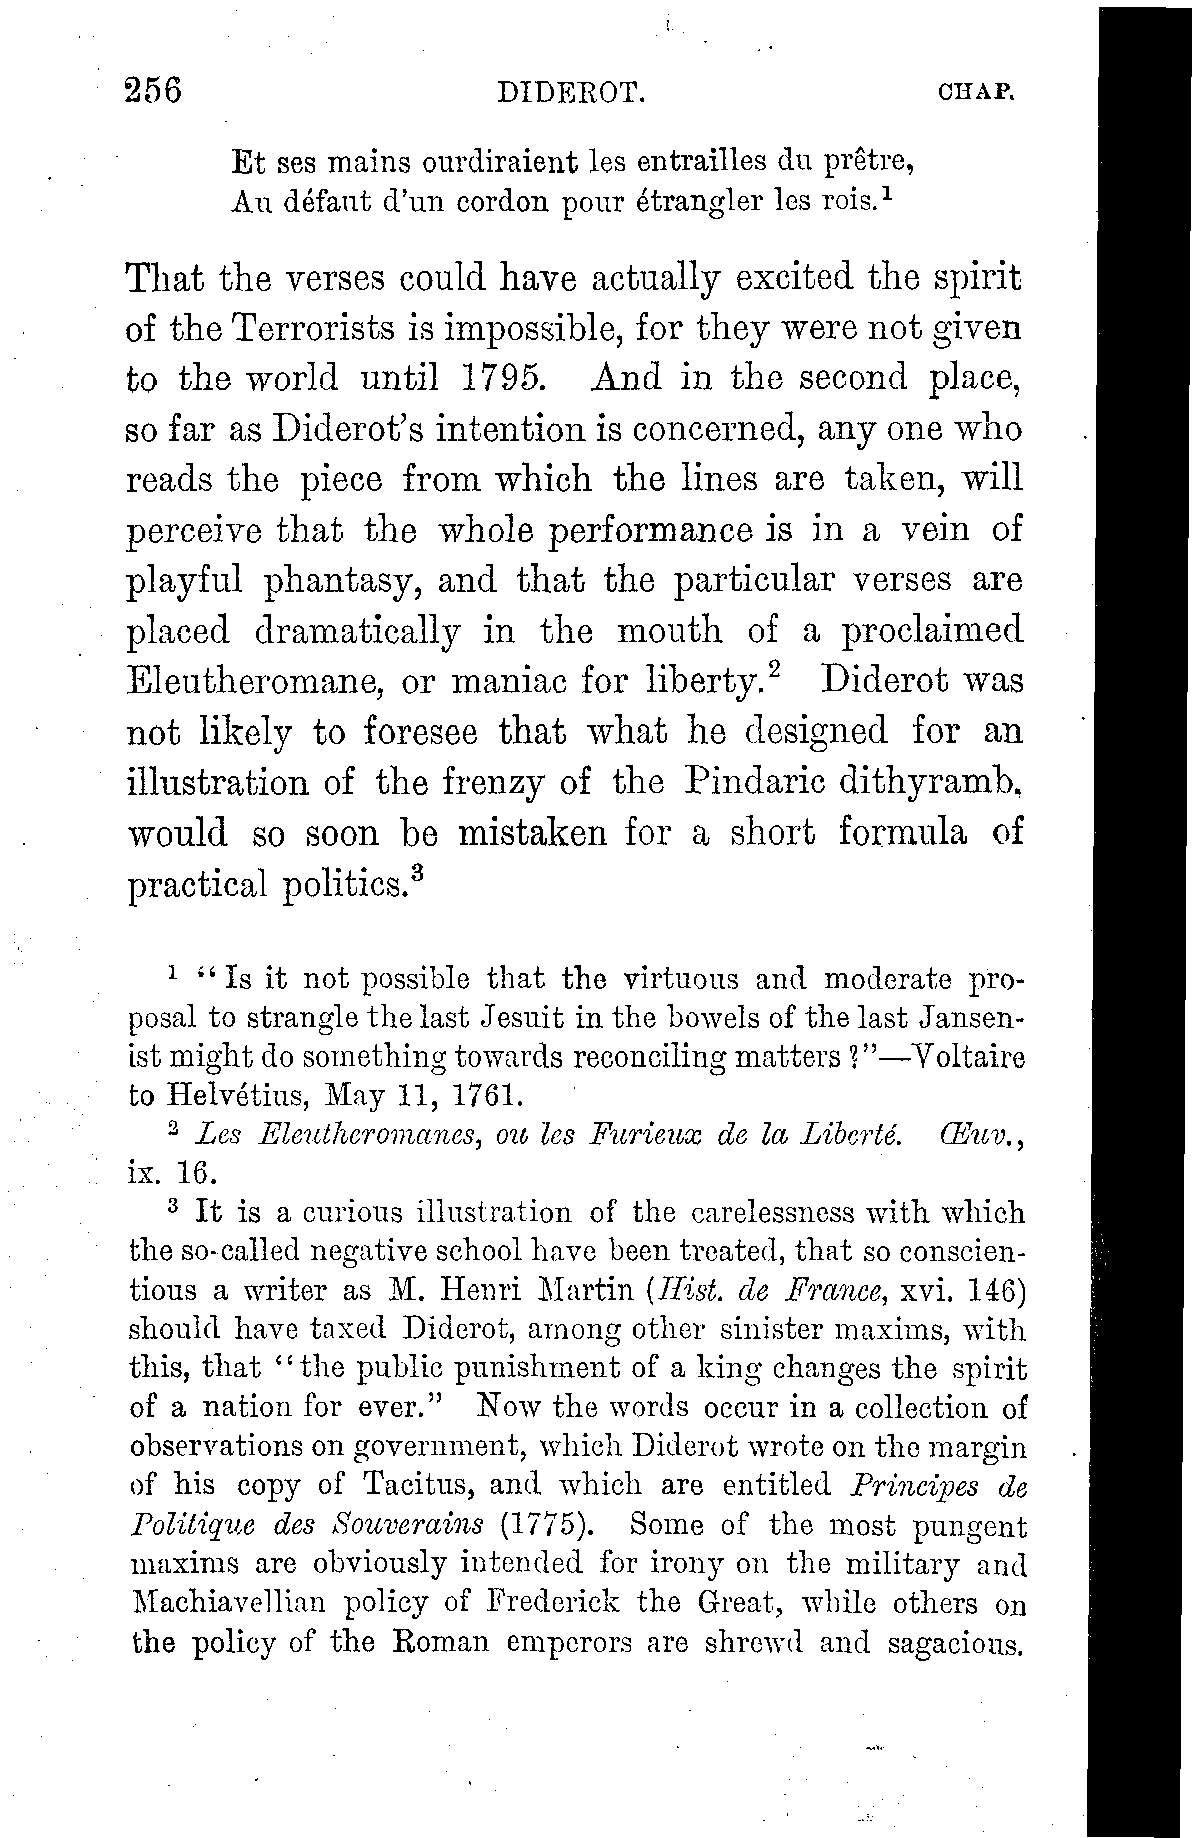 256 DIDEROT. CHAP.
Et ses mains ourdiraient les entrailles du prêtre,
Au défaut d'un cordon pour étrangler les rois.¹
That the verses could have actually excited the spirit
of the Terrorists is impossible, for they were not given
to the world until 1795. And in the second place,
so far as Diderot's intention is concerned, any one who
reads the piece from which the lines are taken, will
perceive that the whole performance is in a vein of
playful phantasy, and that the particular verses are
placed dramatically in the mouth of a proclaimed
Eleutheromane, or maniac for liberty.² Diderot was
not likely to foresee that what he designed for an
illustration of the frenzy of the Pindaric dithyramb,
would so soon be mistaken for a short formula of
practical politics.³
¹ "Is it not possible that the virtuous and moderate pro-
posal to strangle the last Jesuit in the bowels of the last Jansen-
ist might do something towards reconciling matters?"—Voltaire
to Helvétius, May 11, 1761.
² Les Eleutheromanes, ou les Furieux de la Liberté. Œuv.,
ix. 16.
³ It is a curious illustration of the carelessness with which
the so-called negative school have been treated, that so conscien-
tious a writer as M. Henri Martin (Hist. de France, xvi. 146)
should have taxed Diderot, among other sinister maxims, with
this, that "the public punishment of a king changes the spirit
of a nation for ever." Now the words occur in a collection of
observations on government, which Diderot wrote on the margin
of his copy of Tacitus, and which are entitled Principes de
Politique des Souverains (1775). Some of the most pungent
maxims are obviously intended for irony on the military and
Machiavellian policy of Frederick the Great, while others on
the policy of the Roman emperors are shrewd and sagacious.